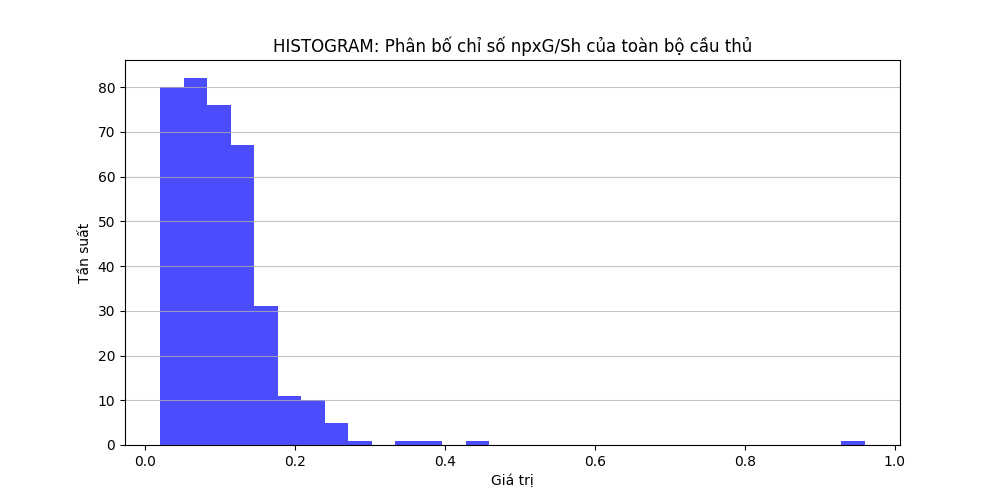 HISTOGRAM: Phân bố chỉ số npxG/Sh của toàn bộ cầu thủ
80
70
60
50
40
30
20
10
0
Tần suất
0.0 0.2 0.4 0.6 0.8 1.0
Giá trị